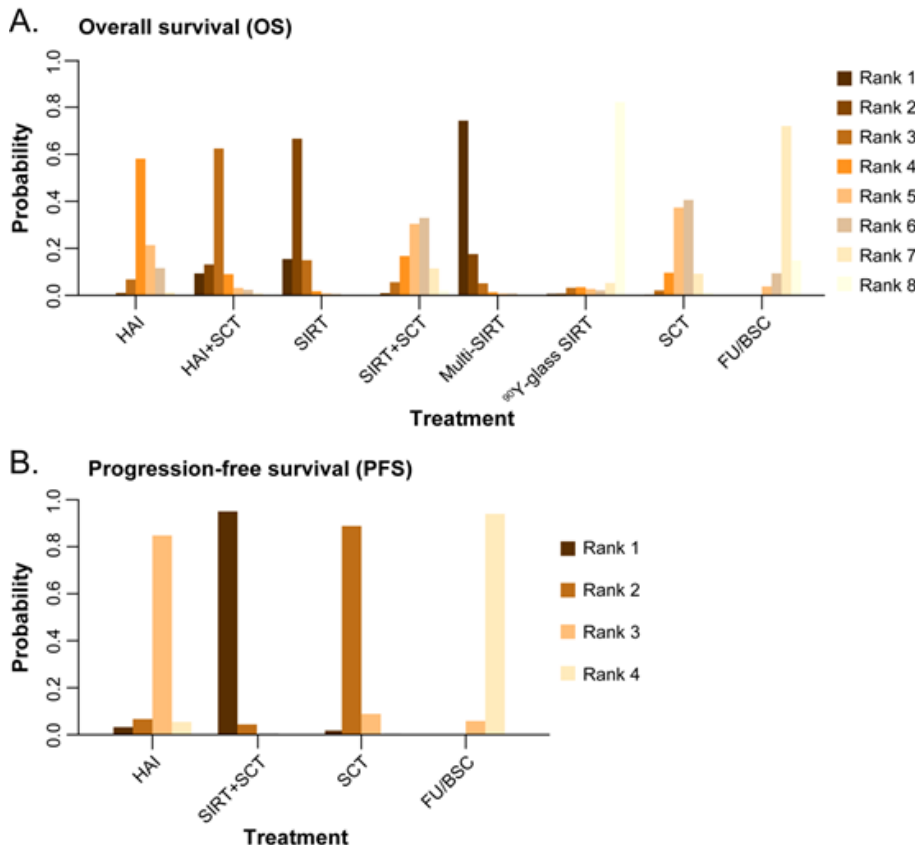 A.
Overall survival (OS)
Probability
1.0
0.8
0.6
0.4
0.2
0.0
HAI
HAI+SCT
SIRT
SIRT+SCT
Multi-SIRT
⁹⁰Y-glass SIRT
SCT
FU/BSC
Treatment
Rank 1
Rank 2
Rank 3
Rank 4
Rank 5
Rank 6
Rank 7
Rank 8
B.
Progression-free survival (PFS)
Probability
1.0
0.8
0.6
0.4
0.2
0.0
HAI
SIRT+SCT
SCT
FU/BSC
Treatment
Rank 1
Rank 2
Rank 3
Rank 4